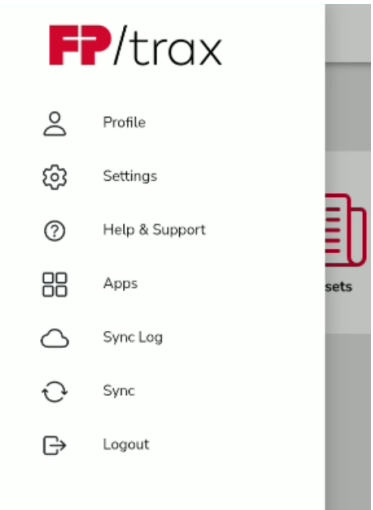 FP/trax
Profile
Settings
Help & Support
Apps
sets
Sync Log
Sync
Logout